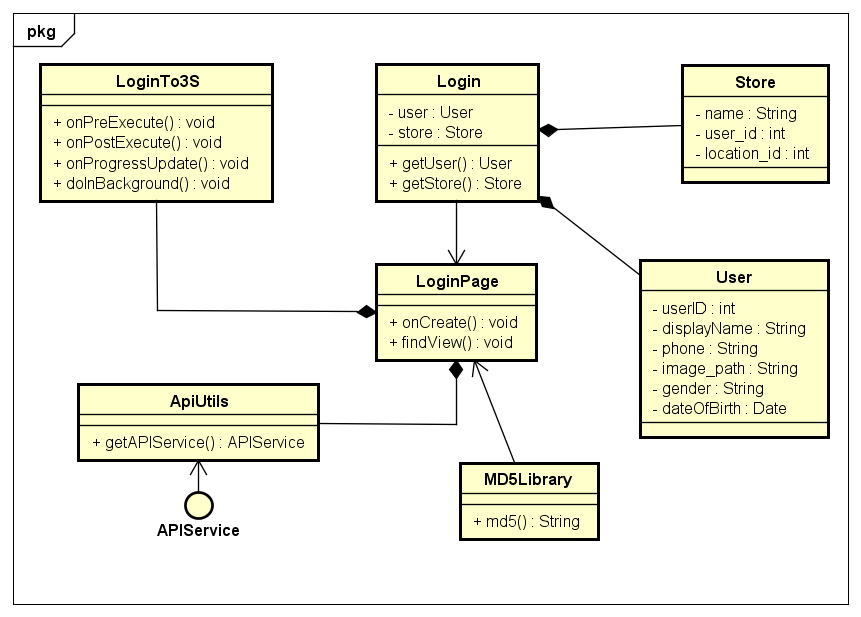 pkg
LoginTo3S
+ onPreExecute() : void
+ onPostExecute() : void
+ onProgressUpdate() : void
+ doInBackground() : void
Login
- user : User
- store : Store
+ getUser() : User
+ getStore() : Store
Store
- name : String
- user_id : int
- location_id : int
LoginPage
+ onCreate() : void
+ findView() : void
User
- userID : int
- displayName : String
- phone : String
- image_path : String
- gender : String
- dateOfBirth : Date
ApiUtils
+ getAPIService() : APIService
APIService
MD5Library
+ md5() : String